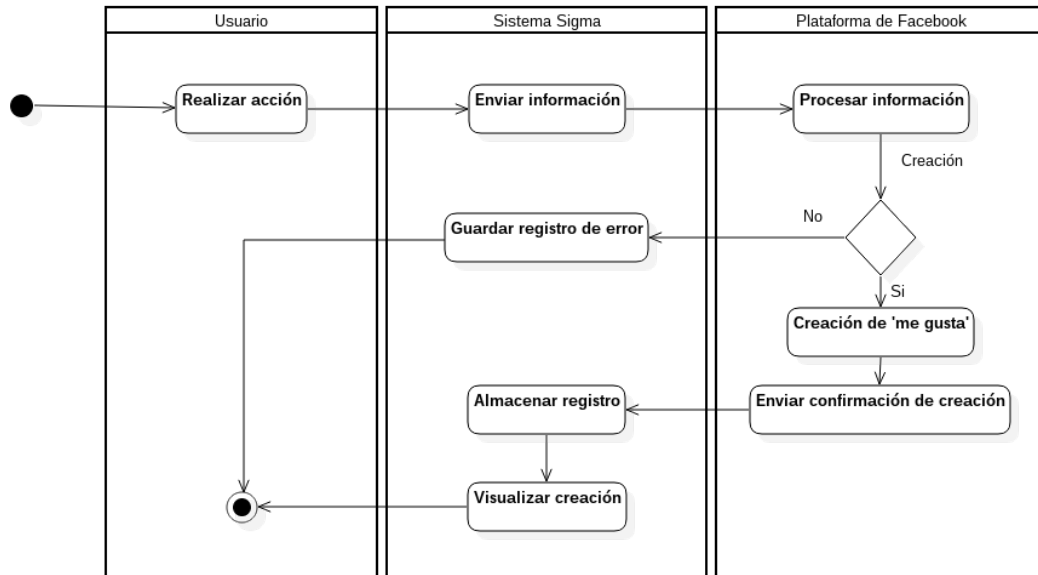 Usuario
Sistema Sigma
Plataforma de Facebook
Realizar acción
Enviar información
Procesar información
Creación
No
Guardar registro de error
Si
Creación de 'me gusta'
Almacenar registro
Enviar confirmación de creación
Visualizar creación